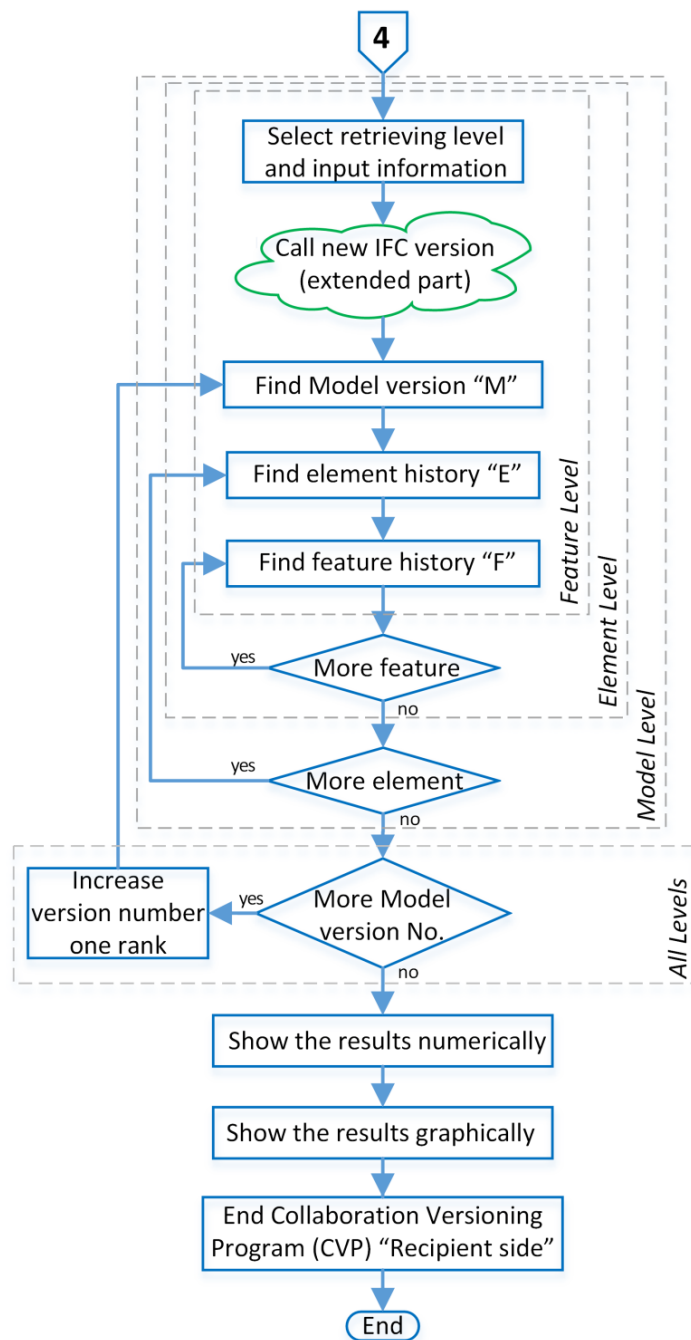 4
Select retrieving level
and input information
Call new IFC version
(extended part)
Find Model version “M”
Find element history “E”
Find feature history “F”
Feature Level
yes
More feature
Element Level
no
yes
More element
Model Level
no
Increase
version number
one rank
yes
More Model
version No.
All Levels
no
Show the results numerically
Show the results graphically
End Collaboration Versioning
Program (CVP) “Recipient side”
End